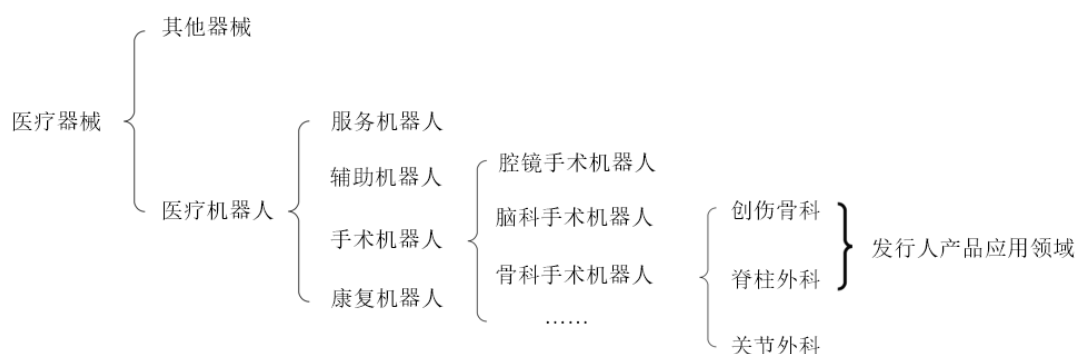 其他器械
医疗器械
服务机器人
腔镜手术机器人
辅助机器人
医疗机器人
脑科手术机器人
创伤骨科
手术机器人
发行人产品应用领域
骨科手术机器人
脊柱外科
康复机器人
……
关节外科